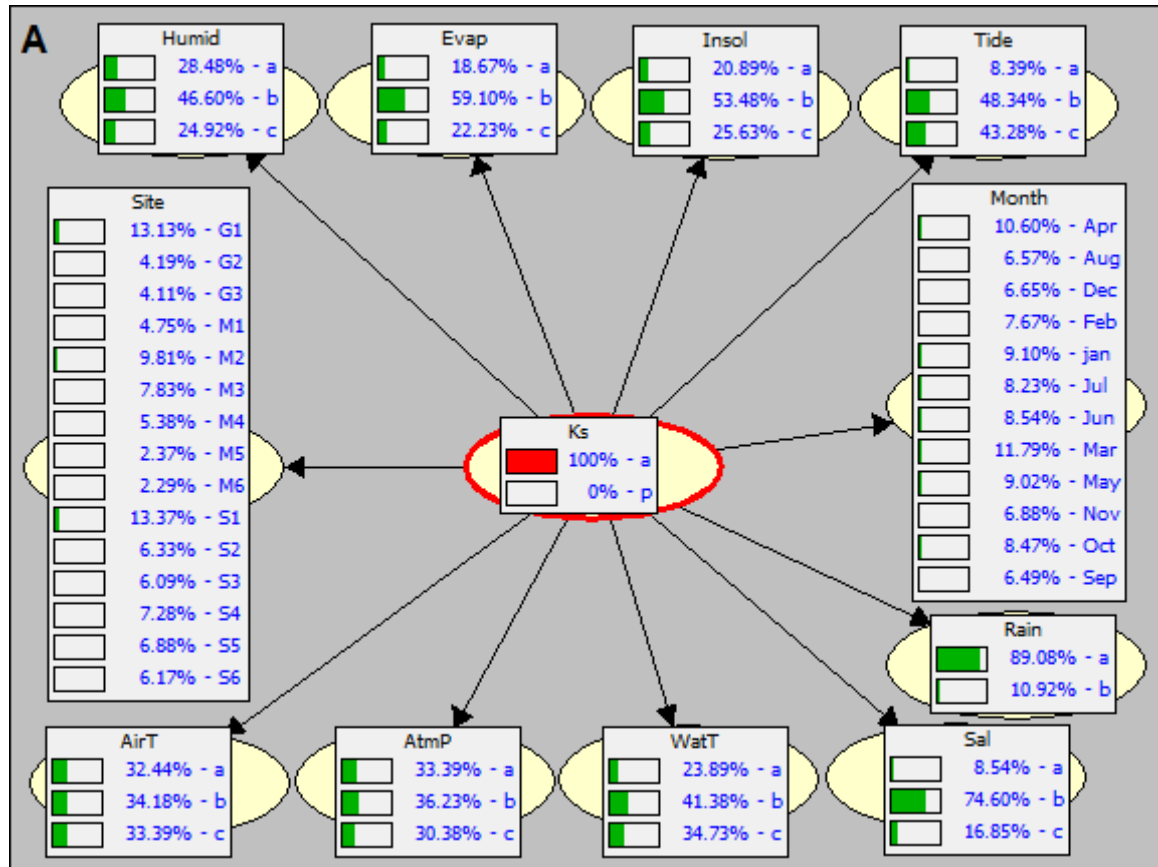 A
Humid
28.48% - a
46.60% - b
24.92% - c
Evap
18.67% - a
59.10% - b
22.23% - c
Insol
20.89% - a
53.48% - b
25.63% - c
Tide
8.39% - a
48.34% - b
43.28% - c
Site
13.13% - G1
4.19% - G2
4.11% - G3
4.75% - M1
9.81% - M2
7.83% - M3
5.38% - M4
2.37% - M5
2.29% - M6
13.37% - S1
6.33% - S2
6.09% - S3
7.28% - S4
6.88% - S5
6.17% - S6
Ks
100% - a
0% - p
Month
10.60% - Apr
6.57% - Aug
6.65% - Dec
7.67% - Feb
9.10% - jan
8.23% - Jul
8.54% - Jun
11.79% - Mar
9.02% - May
6.88% - Nov
8.47% - Oct
6.49% - Sep
Rain
89.08% - a
10.92% - b
AirT
32.44% - a
34.18% - b
33.39% - c
AtmP
33.39% - a
36.23% - b
30.38% - c
WatT
23.89% - a
41.38% - b
34.73% - c
Sal
8.54% - a
74.60% - b
16.85% - c